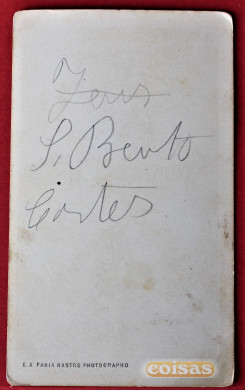 S. Bento
Cortes
E. A. FARIA BASTOS PHOTOGRAPHO
coisas